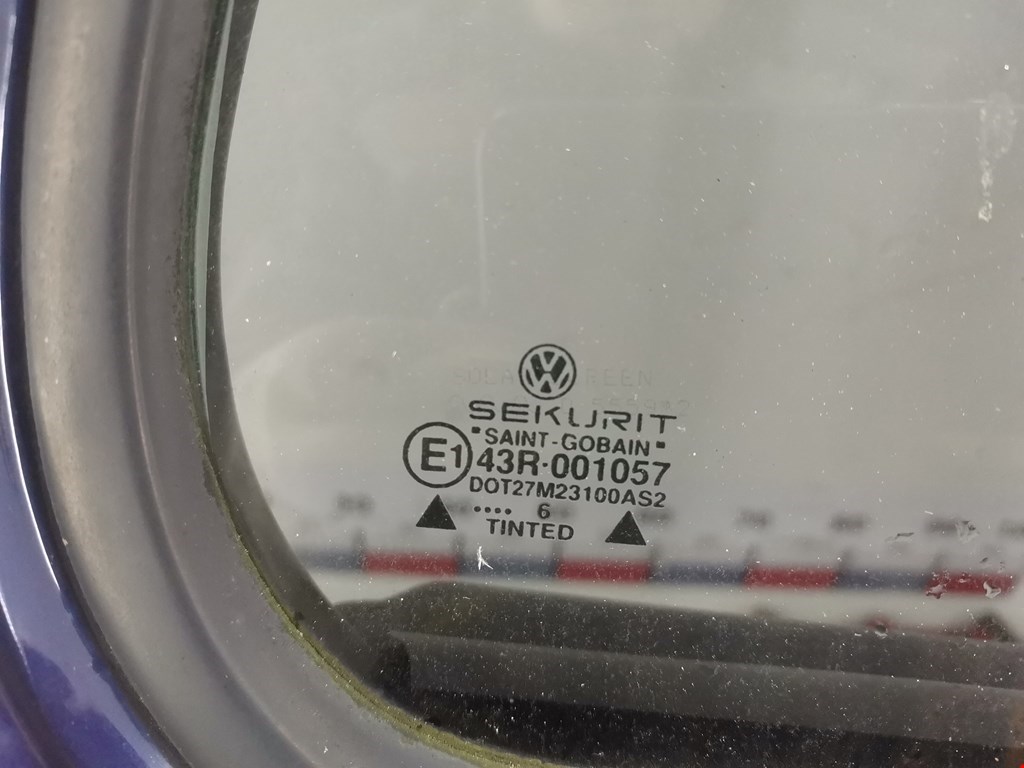 SEKURIT
"SAINT-GOBAIN"
E1 43R-001057
DOT27M23100AS2
.... 6
TINTED